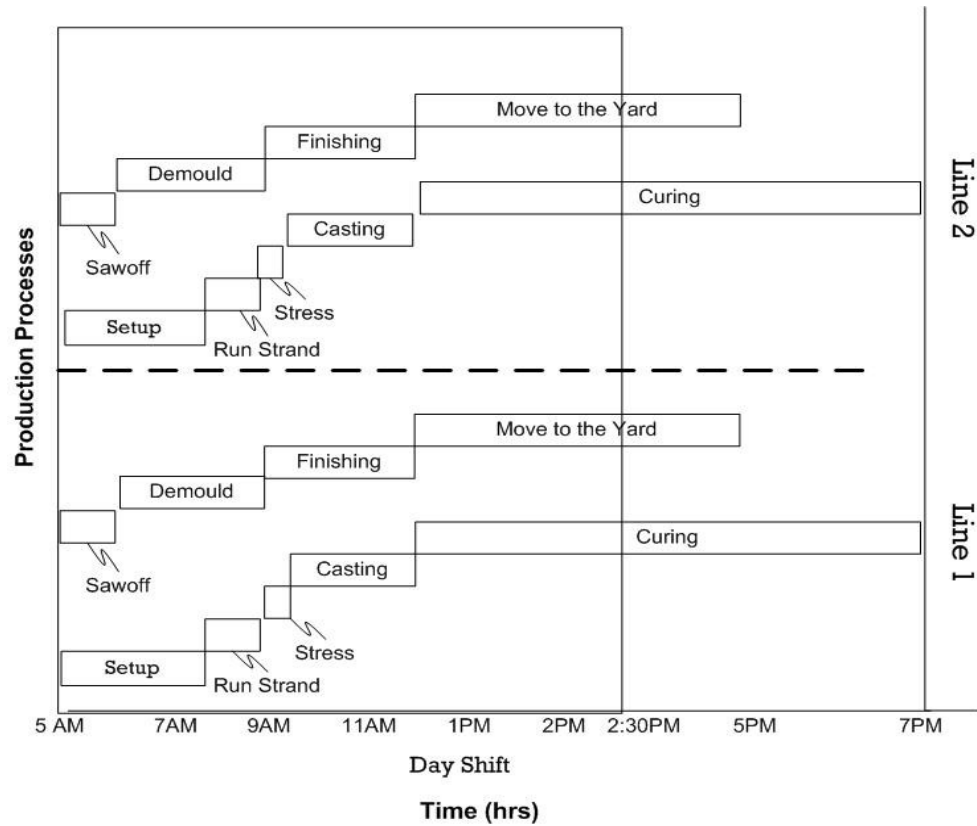 Move to the Yard
Finishing
Demould
Curing
Casting
Sawoff
Stress
Setup
Run Strand
Line 2
Production Processes
Move to the Yard
Finishing
Demould
Curing
Casting
Sawoff
Stress
Setup
Run Strand
Line 1
5 AM 7AM 9AM 11AM 1PM 2PM 2:30PM 5PM 7PM
Day Shift
Time (hrs)